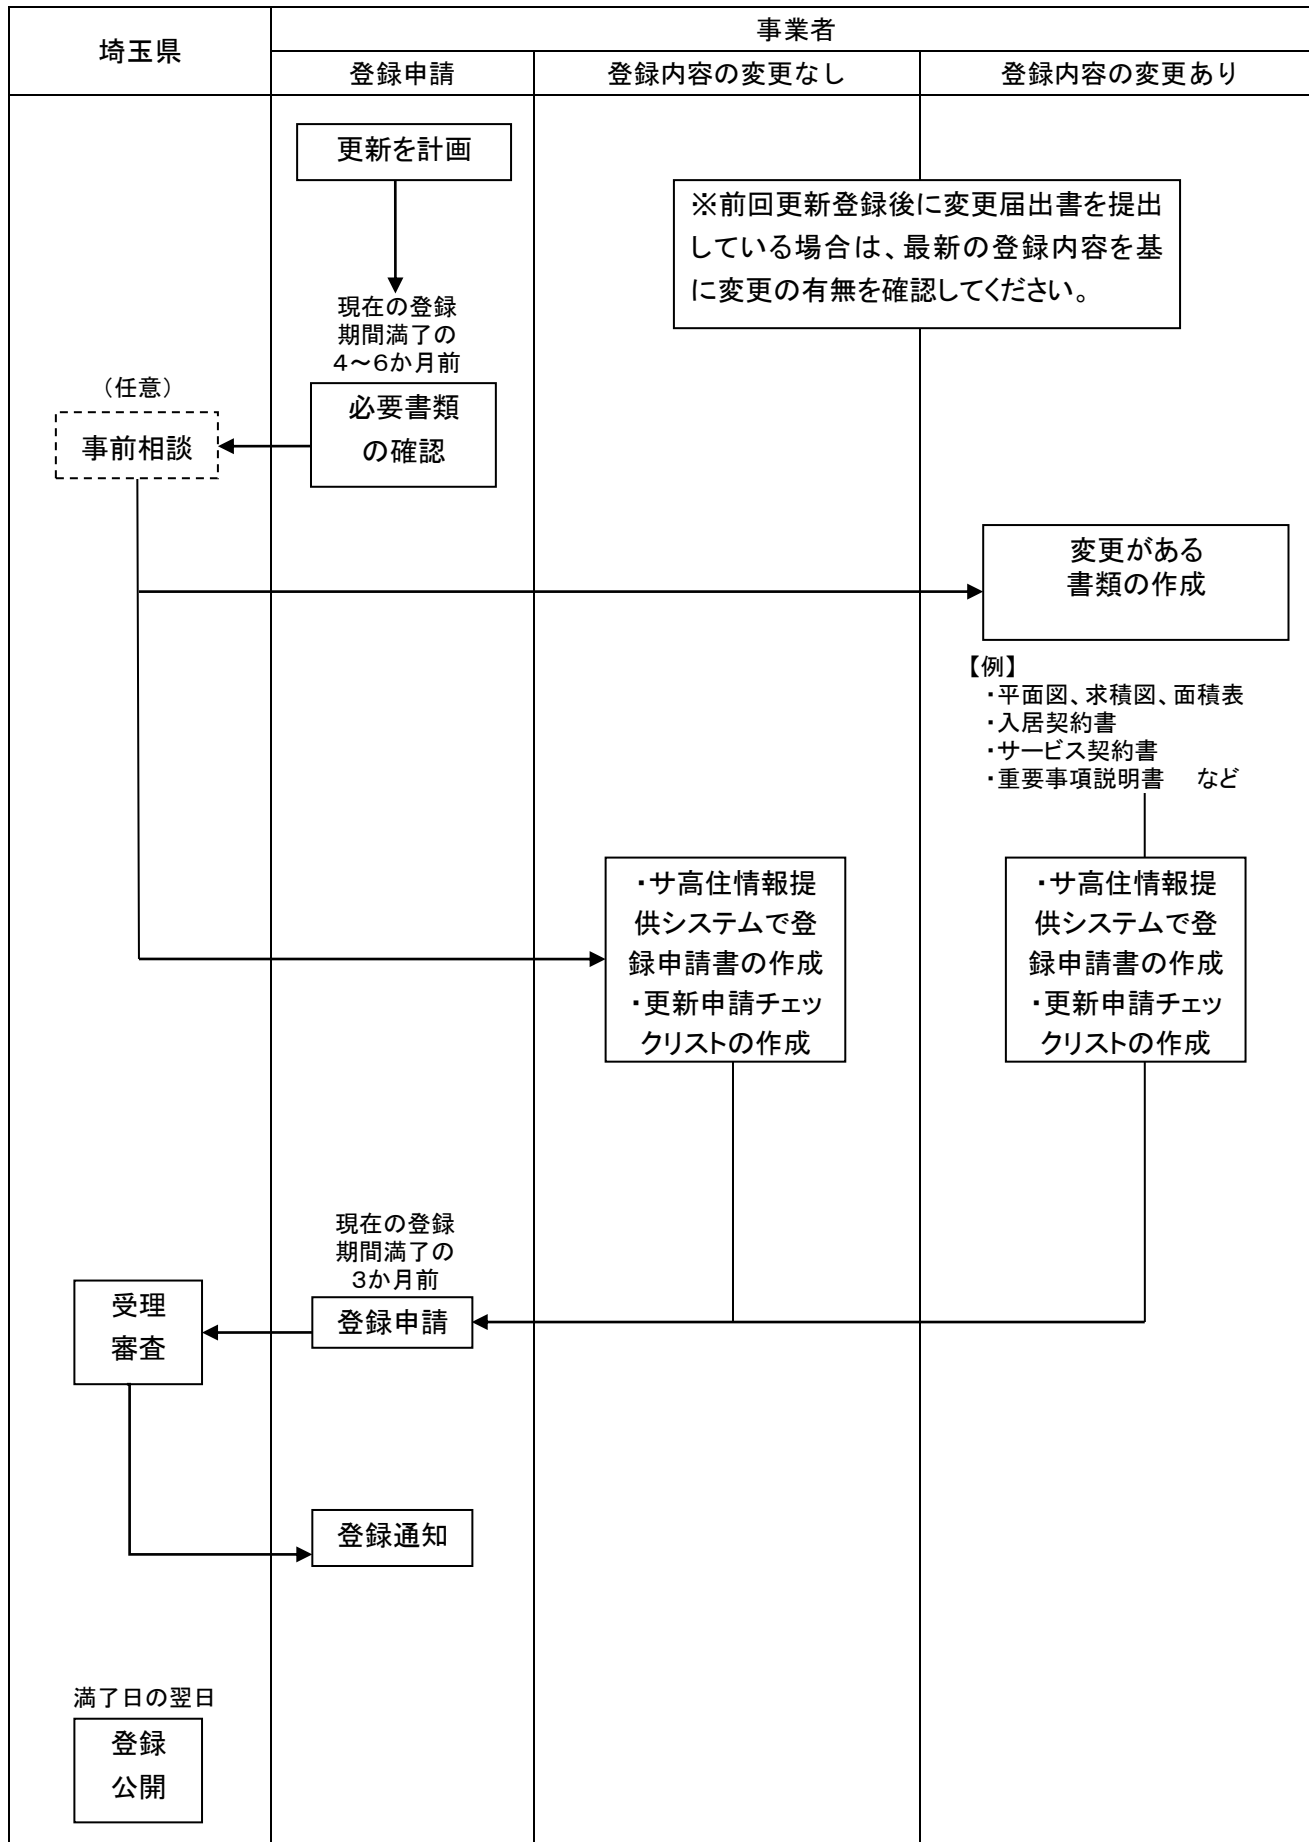 埼玉県
事業者
登録申請
登録内容の変更なし
登録内容の変更あり
更新を計画
※前回更新登録後に変更届出書を提出
している場合は、最新の登録内容を基
に変更の有無を確認してください。
現在の登録
期間満了の
４～６か月前
（任意）
事前相談
必要書類
の確認
変更がある
書類の作成
【例】
・平面図、求積図、面積表
・入居契約書
・サービス契約書
・重要事項説明書　など
・サ高住情報提
供システムで登
録申請書の作成
・更新申請チェッ
クリストの作成
・サ高住情報提
供システムで登
録申請書の作成
・更新申請チェッ
クリストの作成
現在の登録
期間満了の
３か月前
受理
審査
登録申請
登録通知
満了日の翌日
登録
公開